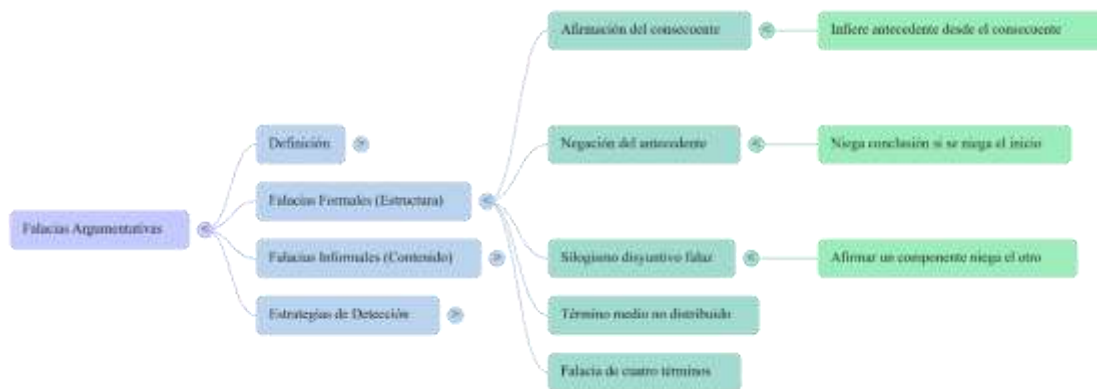 Falacias Argumentativas
Definición
Falacias Formales (Estructura)
Afirmación del consecuente
Infiere antecedente desde el consecuente
Negación del antecedente
Niega conclusión si se niega el inicio
Silogismo disyuntivo falaz
Afirmar un componente niega el otro
Término medio no distribuido
Falacia de cuatro términos
Falacias Informales (Contenido)
Estrategias de Detección